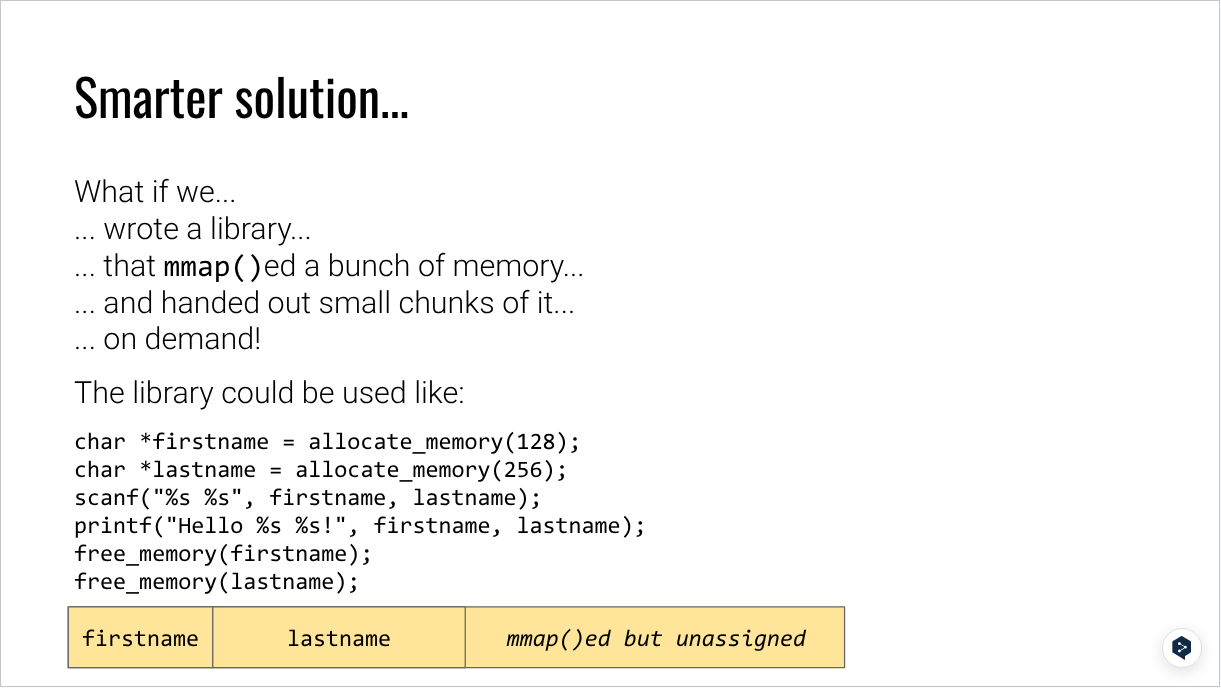 Smarter solution...
What if we...
... wrote a library...
... that mmap()ed a bunch of memory...
... and handed out small chunks of it...
... on demand!
The library could be used like:
char *firstname = allocate_memory(128);
char *lastname = allocate_memory(256);
scanf("%s %s", firstname, lastname);
printf("Hello %s %s!", firstname, lastname);
free_memory(firstname);
free_memory(lastname);
firstname lastname mmap()ed but unassigned